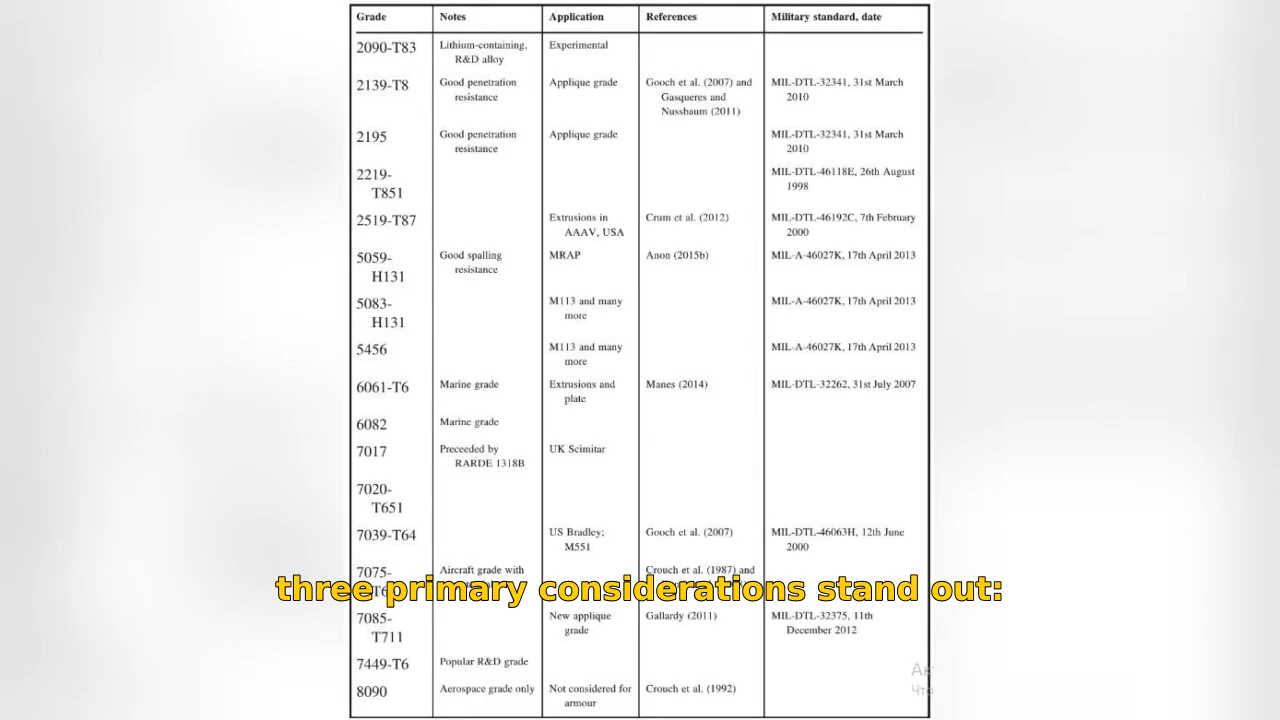 Grade Notes Application References Military standard, date
2090-T83 Lithium-containing, Experimental
R&D alloy
2139-T8 Good penetration Applique grade Gooch et al. (2007) and MIL-DTL-32341, 31st March
resistance Gasqueres and 2010
Nussbaum (2011)
2195 Good penetration Applique grade MIL-DTL-32341, 31st March
resistance 2010
2219- MIL-DTL-46118E, 26th August
T851 1998
2519-T87 Extrusions in Crum et al. (2012) MIL-DTL-46192C, 7th February
AAAV, USA 2000
5059- Good spalling MRAP Anon (2015b) MIL-A-46027K, 17th April 2013
H131 resistance
5083- M113 and many MIL-A-46027K, 17th April 2013
H131 more
5456 M113 and many MIL-A-46027K, 17th April 2013
more
6061-T6 Marine grade Extrusions and Manes (2014) MIL-DTL-32262, 31st July 2007
plate
6082 Marine grade
7017 Preceeded by UK Scimitar
RARDE 1318B
7020-
T651
7039-T64 US Bradley; Gooch et al. (2007) MIL-DTL-46063H, 12th June
M551 2000
7075- Aircraft grade with Crouch et al. (1987) and
three primary considerations stand out:
7085- New applique Gallardy (2011) MIL-DTL-32375, 11th
T711 grade December 2012
7449-T6 Popular R&D grade
8090 Aerospace grade only Not considered for Crouch et al. (1992)
armour
Ак
Что